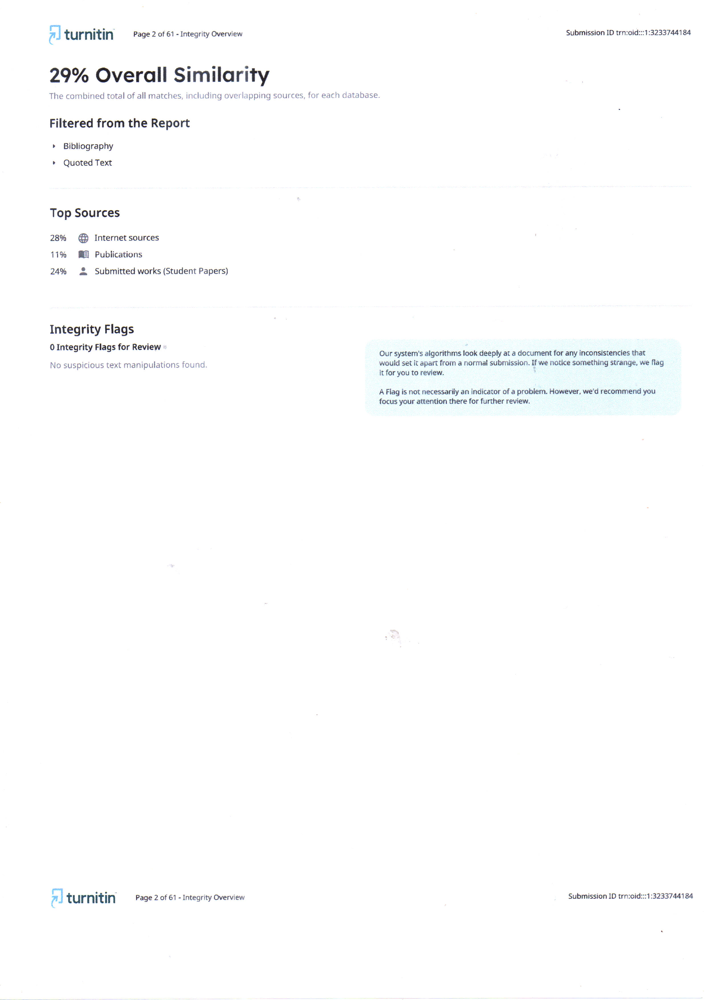 turnitin Page 2 of 61 - Integrity Overview Submission ID trn:oid:::1:3233744184
29% Overall Similarity
The combined total of all matches, including overlapping sources, for each database.
Filtered from the Report
Bibliography
Quoted Text
Top Sources
28% Internet sources
11% Publications
24% Submitted works (Student Papers)
Integrity Flags
0 Integrity Flags for Review
No suspicious text manipulations found.
Our system's algorithms look deeply at a document for any inconsistencies that
would set it apart from a normal submission. If we notice something strange, we flag
it for you to review.
A Flag is not necessarily an indicator of a problem. However, we'd recommend you
focus your attention there for further review.
turnitin Page 2 of 61 - Integrity Overview Submission ID trn:oid:::1:3233744184